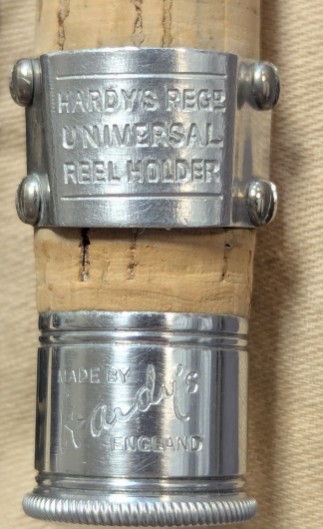 HARDY'S REGD
UNIVERSAL
REEL HOLDER
MADE BY
Hardy's
ENGLAND